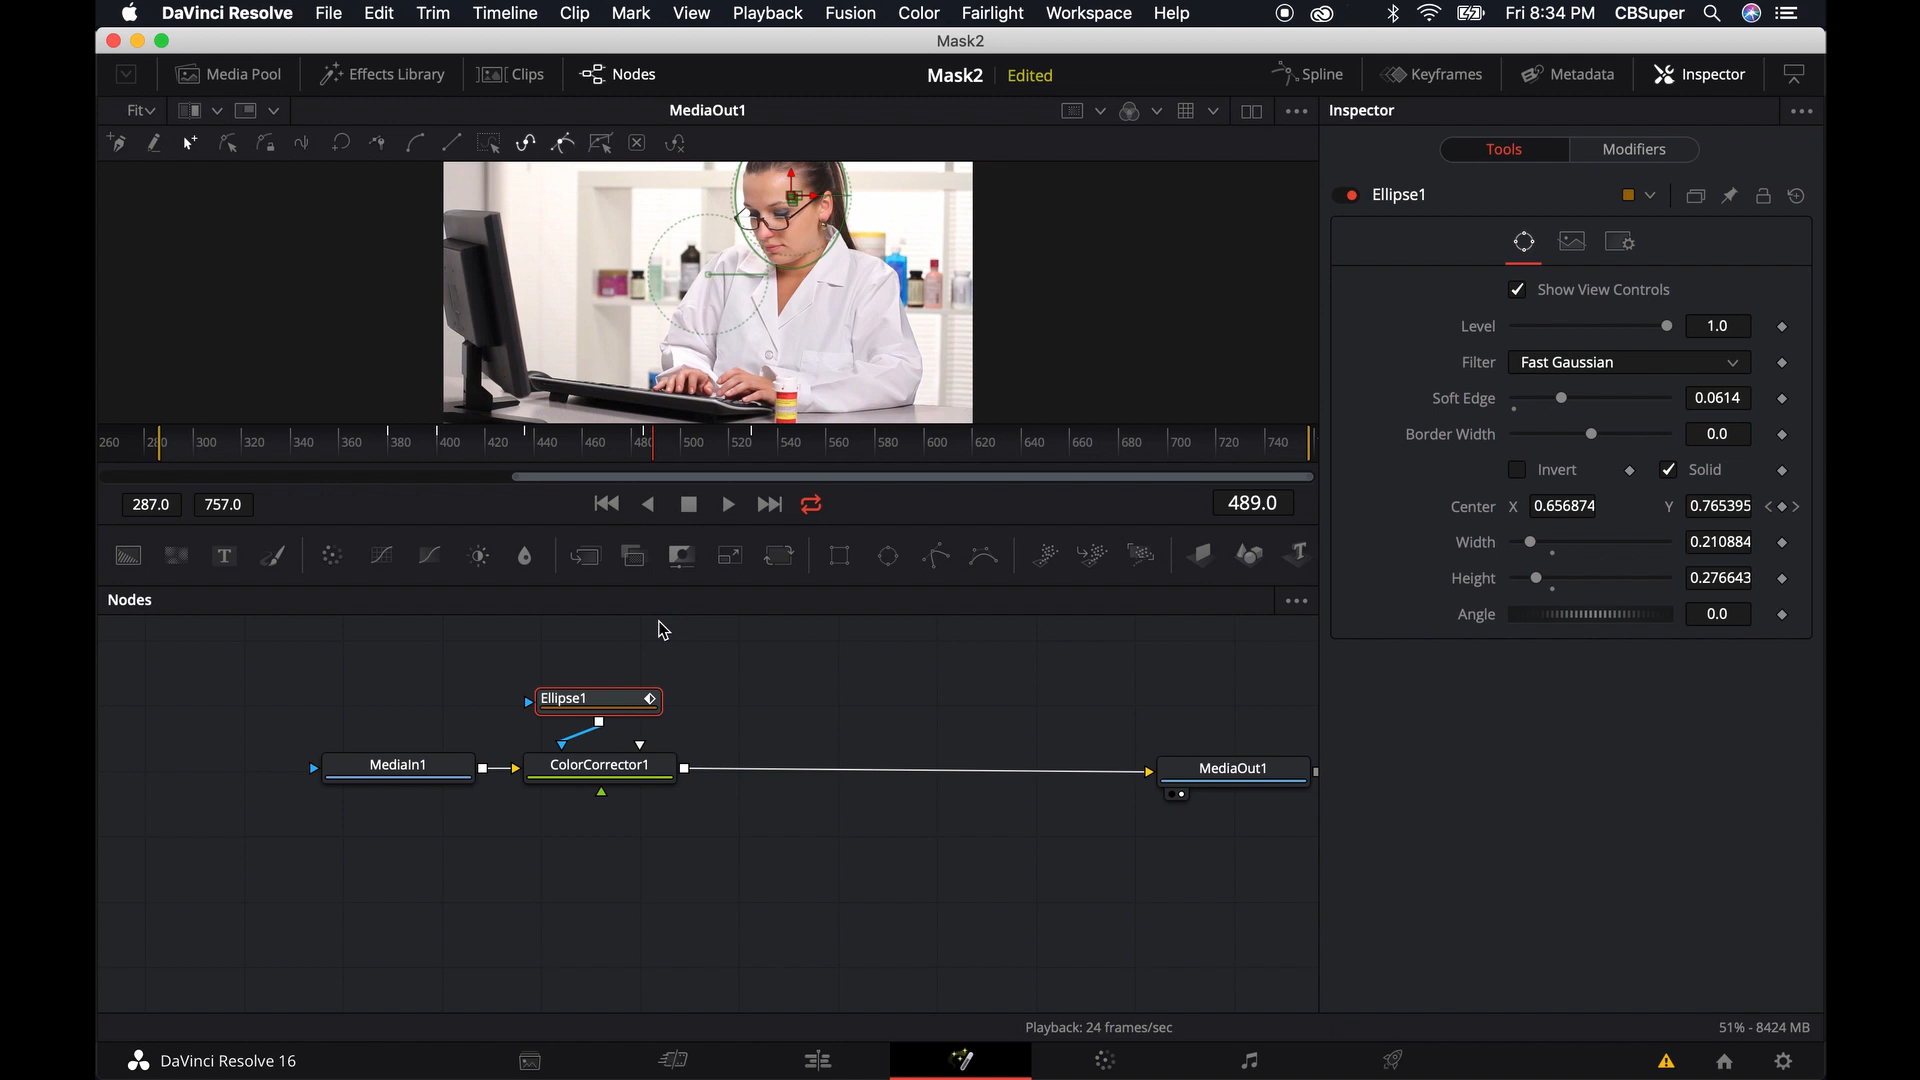 DaVinci Resolve File Edit Trim Timeline Clip Mark View Playback Fusion Color Fairlight Workspace Help Fri 8:34 PM CBSuper
Mask2
Media Pool Effects Library Clips Nodes Mask2 Edited Spline Keyframes Metadata Inspector
Fit MediaOut1 Inspector
Tools Modifiers
Ellipse1
Show View Controls
Level 1.0
Filter Fast Gaussian
Soft Edge 0.0614
Border Width 0.0
Invert Solid
Center X 0.656874 Y 0.765395
Width 0.210884
Height 0.276643
Angle 0.0
260 280 300 320 340 360 380 400 420 440 460 480 500 520 540 560 580 600 620 640 660 680 700 720 740
287.0 757.0 489.0
T T
Nodes
Ellipse1
MediaIn1 ColorCorrector1 MediaOut1
Playback: 24 frames/sec 51% - 8424 MB
DaVinci Resolve 16